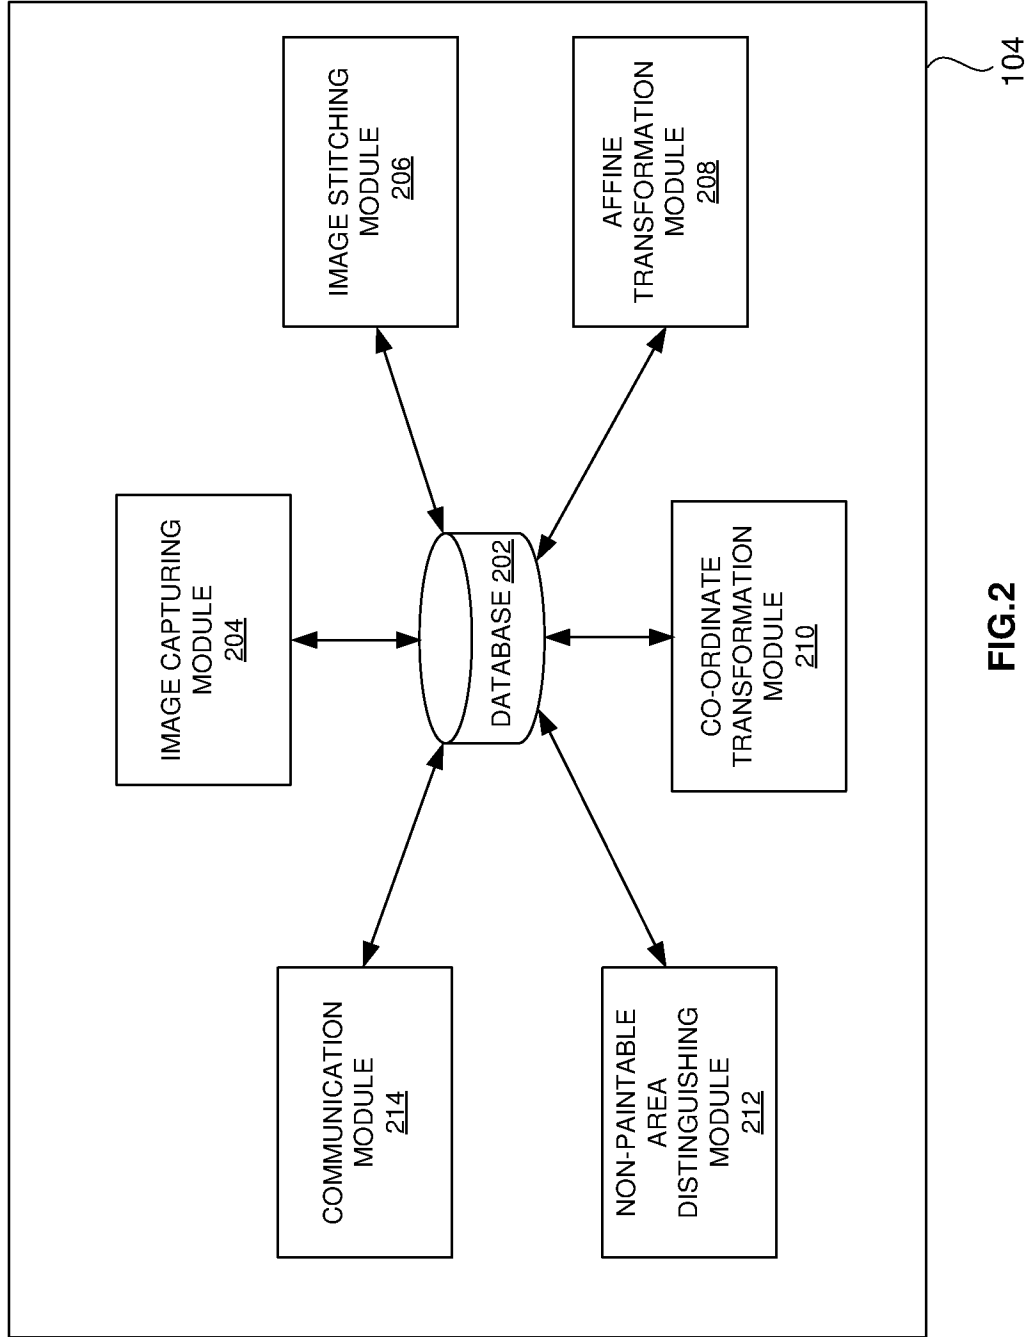 IMAGE CAPTURING
MODULE
204
COMMUNICATION
MODULE
214
IMAGE STITCHING
MODULE
206
DATABASE 202
NON-PAINTABLE
AREA
DISTINGUISHING
MODULE
212
CO-ORDINATE
TRANSFORMATION
MODULE
210
AFFINE
TRANSFORMATION
MODULE
208
104
FIG.2